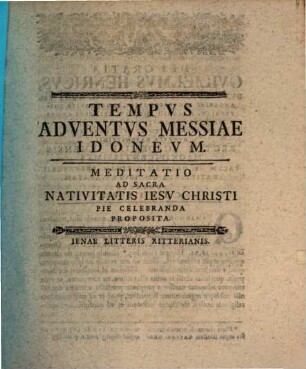 TEMPVS
ADVENTVS MESSIAE
IDONEVM.
MEDITATIO
AD SACRA
NATIVITATIS IESV CHRISTI
PIE CELEBRANDA
PROPOSITA.
IENAE LITTERIS RITTERIANIS.